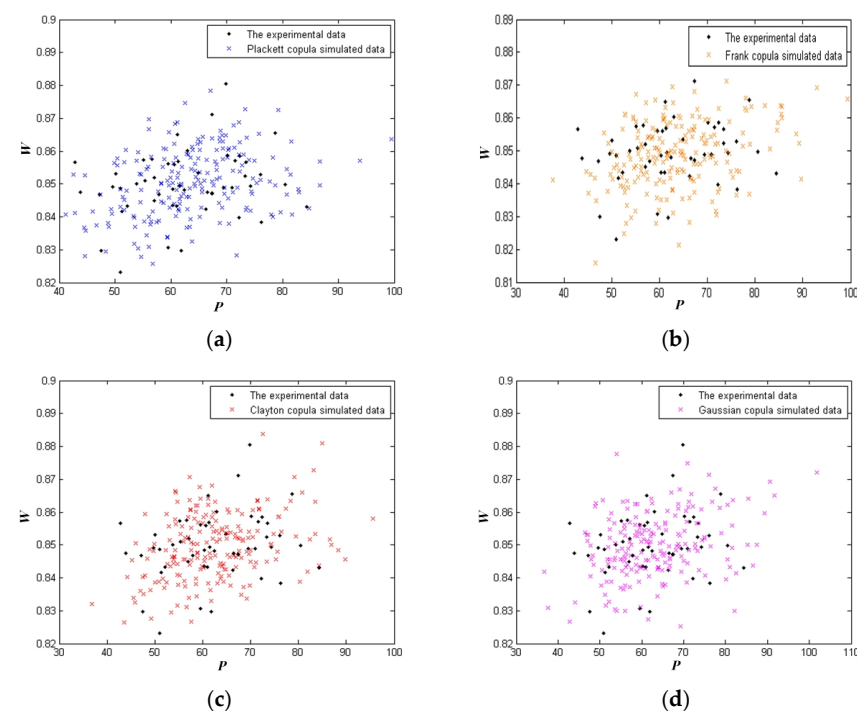 0.9
0.89
0.88
0.87
0.86
0.85
0.84
0.83
0.82
W
The experimental data
Plackett copula simulated data
40 50 60 70 80 90 100
P
(a)
0.89
0.88
0.87
0.86
0.85
0.84
0.83
0.82
0.81
W
The experimental data
Frank copula simulated data
30 40 50 60 70 80 90 100
P
(b)
0.9
0.89
0.88
0.87
0.86
0.85
0.84
0.83
0.82
W
The experimental data
Clayton copula simulated data
30 40 50 60 70 80 90 100
P
(c)
0.9
0.89
0.88
0.87
0.86
0.85
0.84
0.83
0.82
W
The experimental data
Gaussian copula simulated data
30 40 50 60 70 80 90 100 110
P
(d)